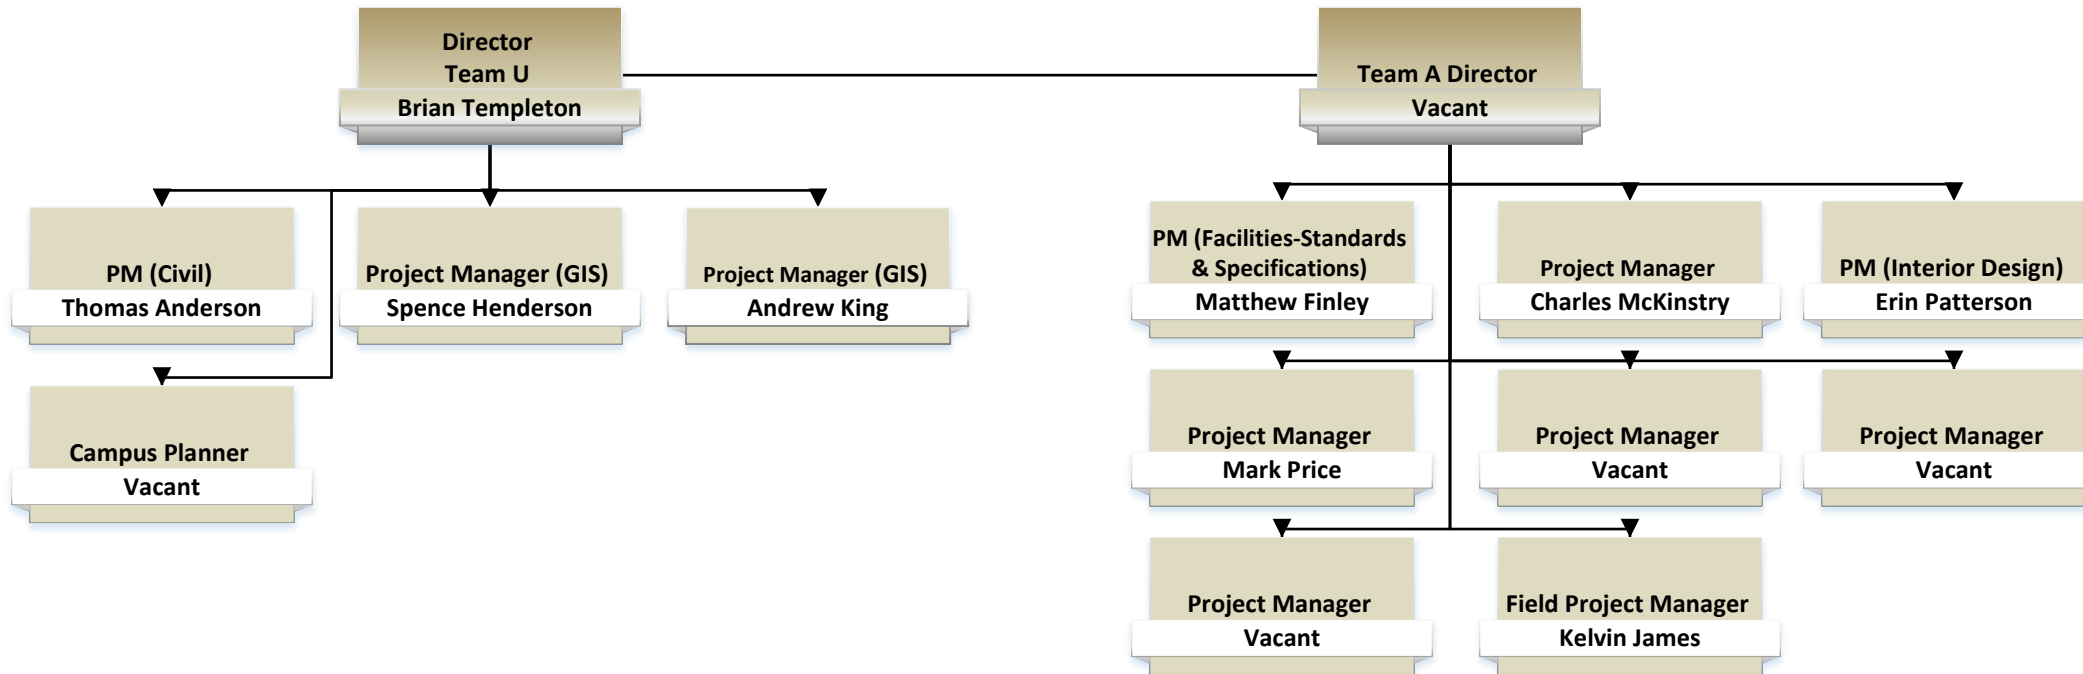 Director
Team U
Brian Templeton
Team A Director
Vacant
PM (Civil)
Thomas Anderson
Project Manager (GIS)
Spence Henderson
Project Manager (GIS)
Andrew King
PM (Facilities-Standards
& Specifications)
Matthew Finley
Project Manager
Charles McKinstry
PM (Interior Design)
Erin Patterson
Campus Planner
Vacant
Project Manager
Mark Price
Project Manager
Vacant
Project Manager
Vacant
Project Manager
Vacant
Field Project Manager
Kelvin James